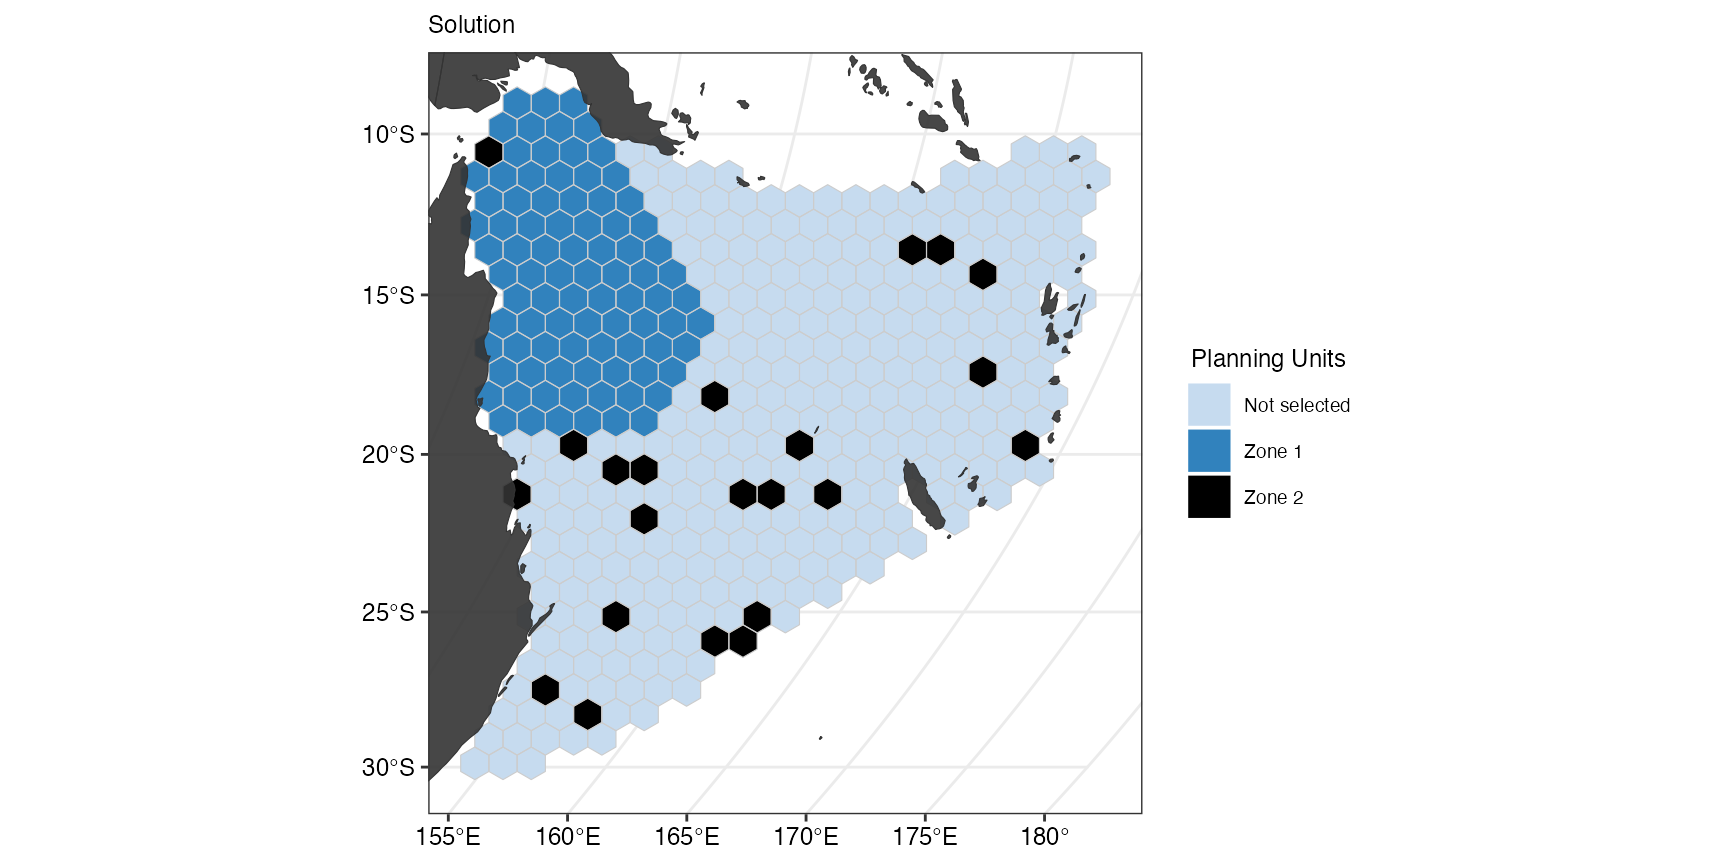 Solution
10°S
15°S
20°S
25°S
30°S
155°E 160°E 165°E 170°E 175°E 180°
Planning Units
Not selected
Zone 1
Zone 2